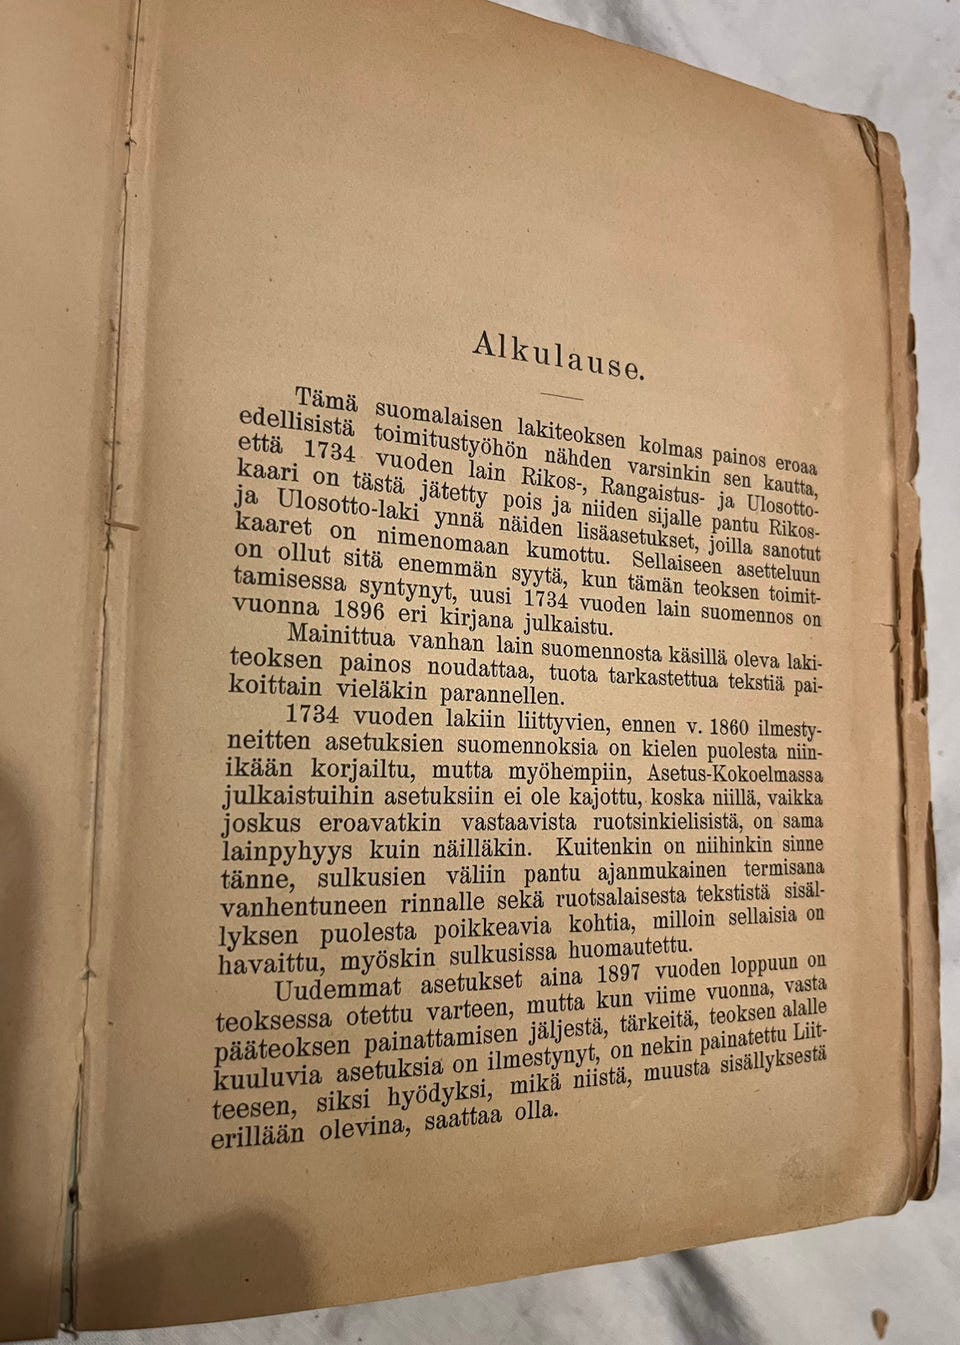 Alkulause.
Tämä suomalaisen lakiteoksen kolmas painos eroaa
edellisistä toimitustyöhön nähden varsinkin sen kautta,
että 1734 vuoden lain Rikos-, Rangaistus- ja Ulosotto-
kaari on tästä jätetty pois ja niiden sijalle pantu Rikos-
ja Ulosotto-laki ynnä näiden lisäasetukset, joilla sanotut
kaaret on nimenomaan kumottu. Sellaiseen asetteluun
on ollut sitä enemmän syytä, kun tämän teoksen toimit-
tamisessa syntynyt, uusi 1734 vuoden lain suomennos on
vuonna 1896 eri kirjana julkaistu.
Mainittua vanhan lain suomennosta käsillä oleva laki-
teoksen painos noudattaa, tuota tarkastettua tekstiä pai-
koittain vieläkin parannellen.
1734 vuoden lakiin liittyvien, ennen v. 1860 ilmesty-
neitten asetuksien suomennoksia on kielen puolesta niin-
ikään korjailtu, mutta myöhempiin, Asetus-Kokoelmassa
julkaistuihin asetuksiin ei ole kajottu, koska niillä, vaikka
joskus eroavatkin vastaavista ruotsinkielisistä, on sama
lainpyhyys kuin näilläkin. Kuitenkin on niihinkin sinne
tänne, sulkusien väliin pantu ajanmukainen termisana
vanhentuneen rinnalle sekä ruotsalaisesta tekstistä sisäl-
lyksen puolesta poikkeavia kohtia, milloin sellaisia on
havaittu, myöskin sulkusissa huomautettu.
Uudemmat asetukset aina 1897 vuoden loppuun on
teoksessa otettu varteen, mutta kun viime vuonna, vasta
pääteoksen painattamisen jäljestä, tärkeitä, teoksen alalle
kuuluvia asetuksia on ilmestynyt, on nekin painatettu Liit-
teesen, siksi hyödyksi, mikä niistä, muusta sisällyksestä
erillään olevina, saattaa olla.